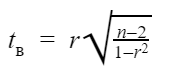 t_в = r√((n−2)/(1−r²))